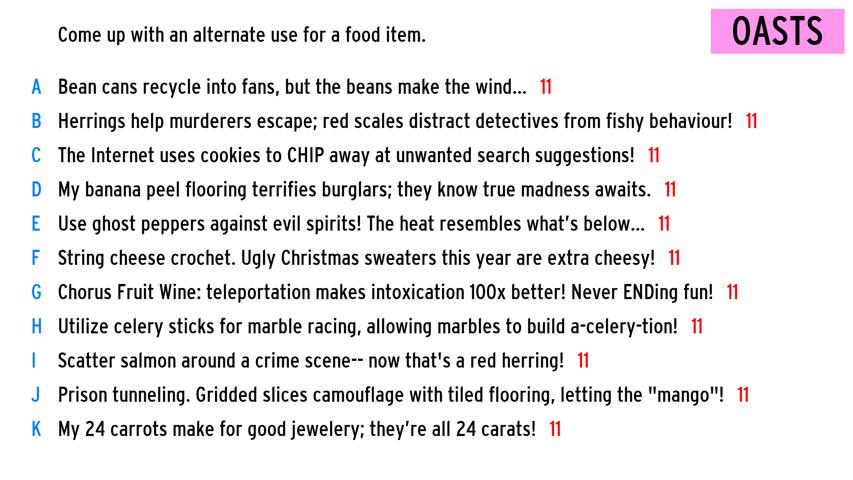 Come up with an alternate use for a food item.
OASTS
A Bean cans recycle into fans, but the beans make the wind... 11
B Herrings help murderers escape; red scales distract detectives from fishy behaviour! 11
C The Internet uses cookies to CHIP away at unwanted search suggestions! 11
D My banana peel flooring terrifies burglars; they know true madness awaits. 11
E Use ghost peppers against evil spirits! The heat resembles what's below... 11
F String cheese crochet. Ugly Christmas sweaters this year are extra cheesy! 11
G Chorus Fruit Wine: teleportation makes intoxication 100x better! Never ENDing fun! 11
H Utilize celery sticks for marble racing, allowing marbles to build a-celery-tion! 11
I Scatter salmon around a crime scene-- now that's a red herring! 11
J Prison tunneling. Gridded slices camouflage with tiled flooring, letting the "mango"! 11
K My 24 carrots make for good jewelery; they're all 24 carats! 11